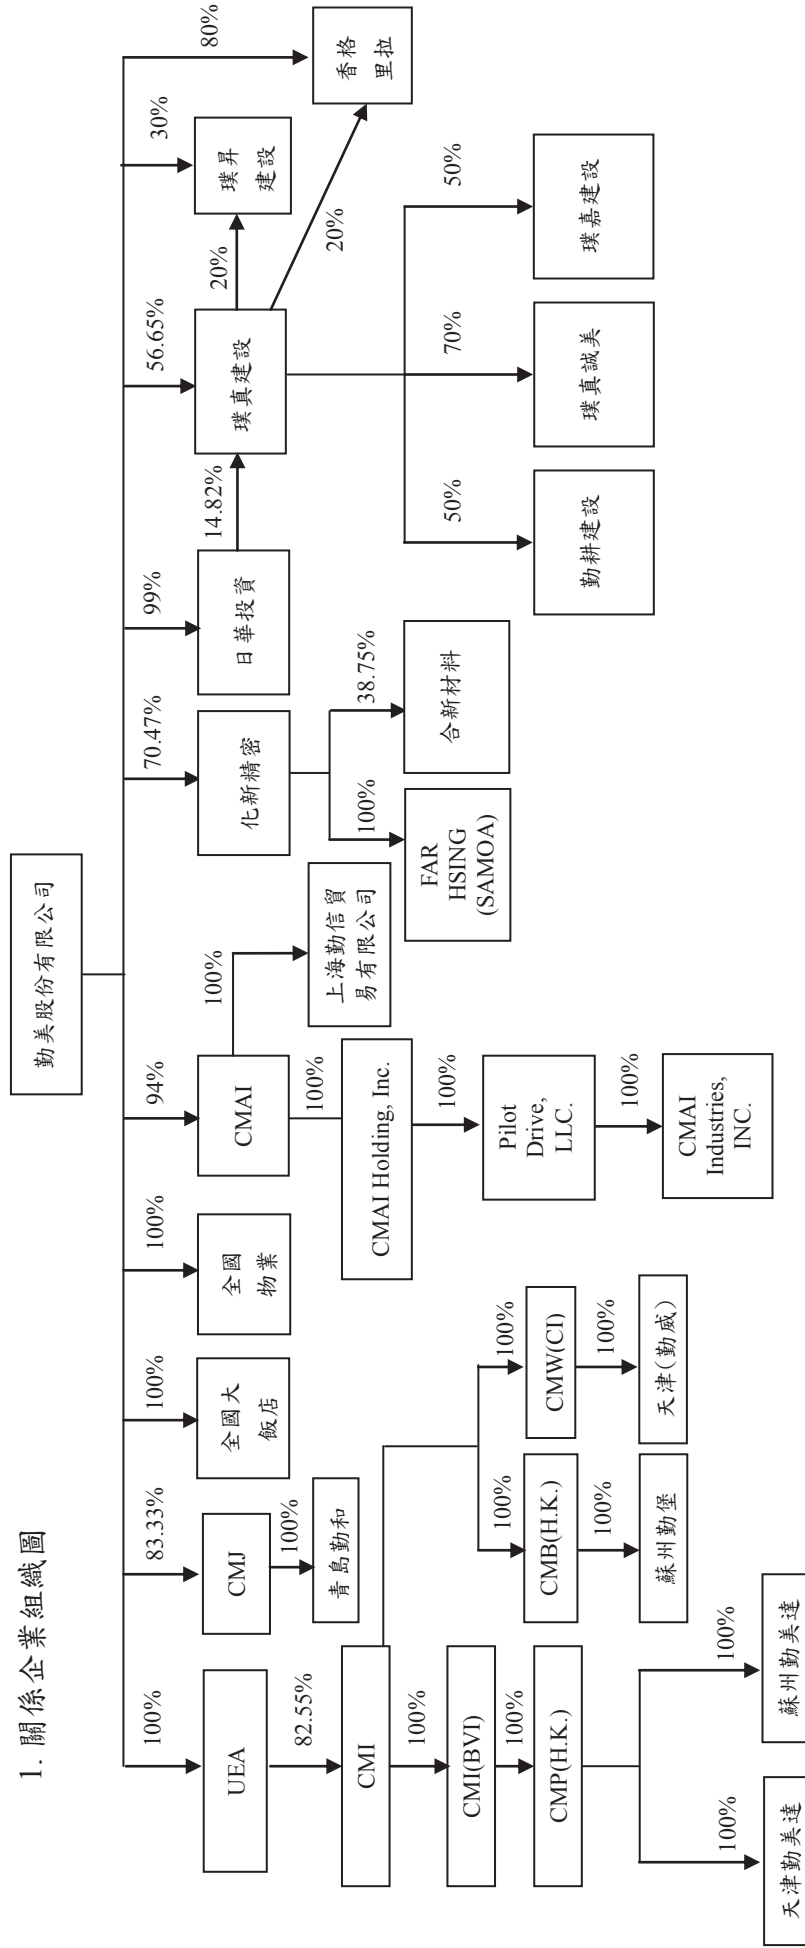 1. 關係企業組織圖
勤美股份有限公司
100%
83.33%
100%
100%
94%
70.47%
99%
56.65%
30%
80%
UEA
CMJ
全國大
飯店
全國
物業
CMAI
化新精密
日華投資
14.82%
璞真建設
20%
璞昇
建設
20%
香格
里拉
82.55%
100%
100%
100%
CMI
青島勤和
CMAI Holding, Inc.
上海勤信貿
易有限公司
100%
38.75%
FAR
HSING
(SAMOA)
合新材料
100%
100%
100%
100%
50%
70%
50%
CMI(BVI)
CMB(H.K.)
CMW(CI)
Pilot
Drive,
LLC.
勤耕建設
璞真誠美
璞嘉建設
100%
100%
100%
100%
CMP(H.K.)
蘇州勤堡
天津(勤威)
CMAI
Industries,
INC.
100%
100%
天津勤美達
蘇州勤美達